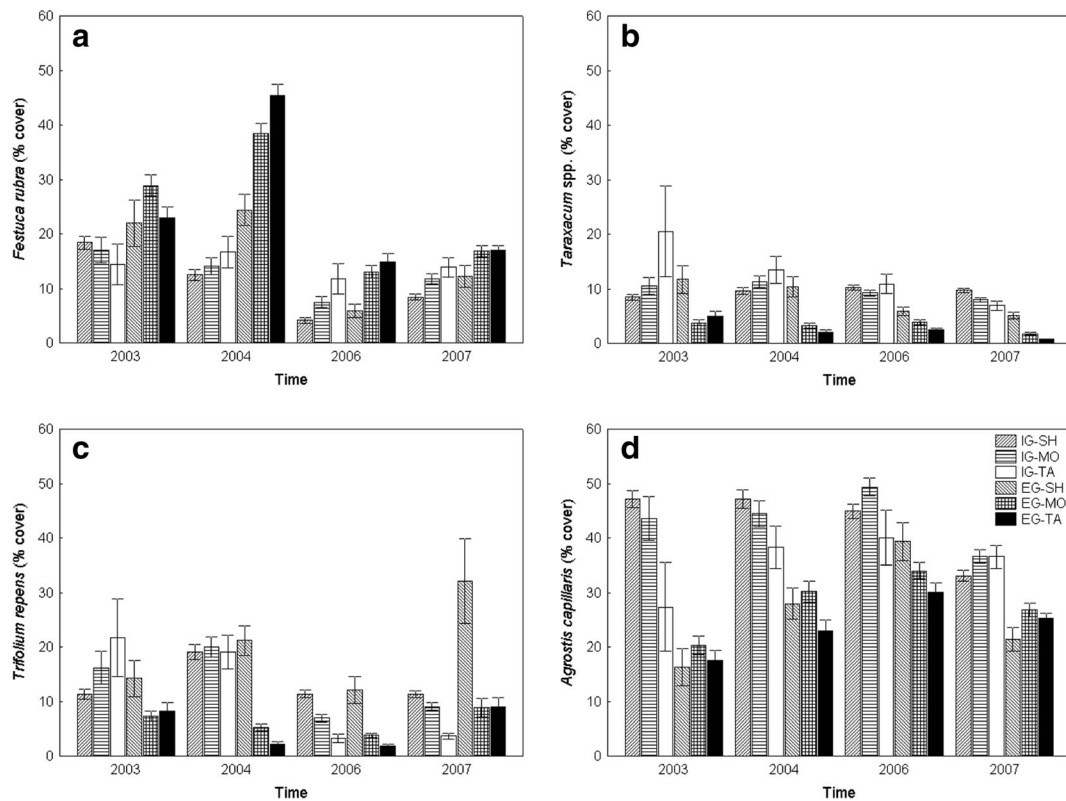 a
60
50
40
30
20
10
0
Festuca rubra (% cover)
2003 2004 2006 2007
Time
b
60
50
40
30
20
10
0
Taraxacum spp. (% cover)
2003 2004 2006 2007
Time
c
60
50
40
30
20
10
0
Trifolium repens (% cover)
2003 2004 2006 2007
Time
d
60
50
40
30
20
10
0
Agrostis capillaris (% cover)
IG-SH
IG-MO
IG-TA
EG-SH
EG-MO
EG-TA
2003 2004 2006 2007
Time